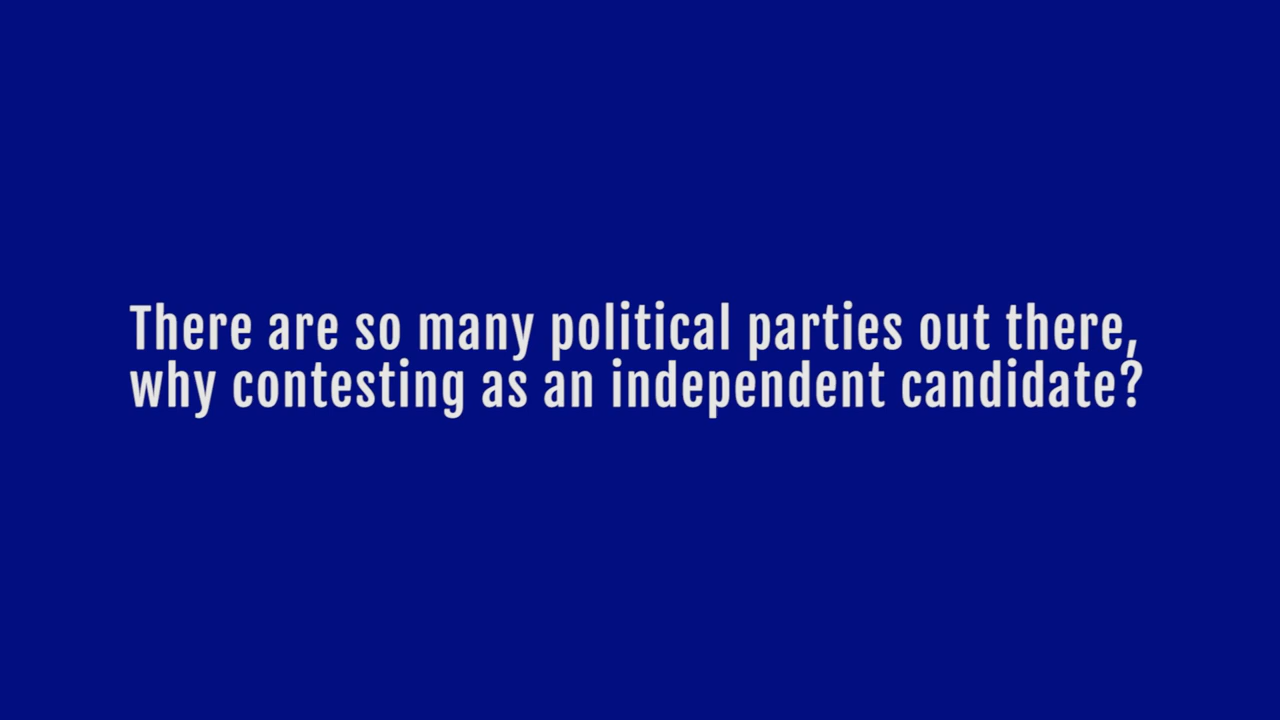 There are so many political parties out there,
why contesting as an independent candidate?